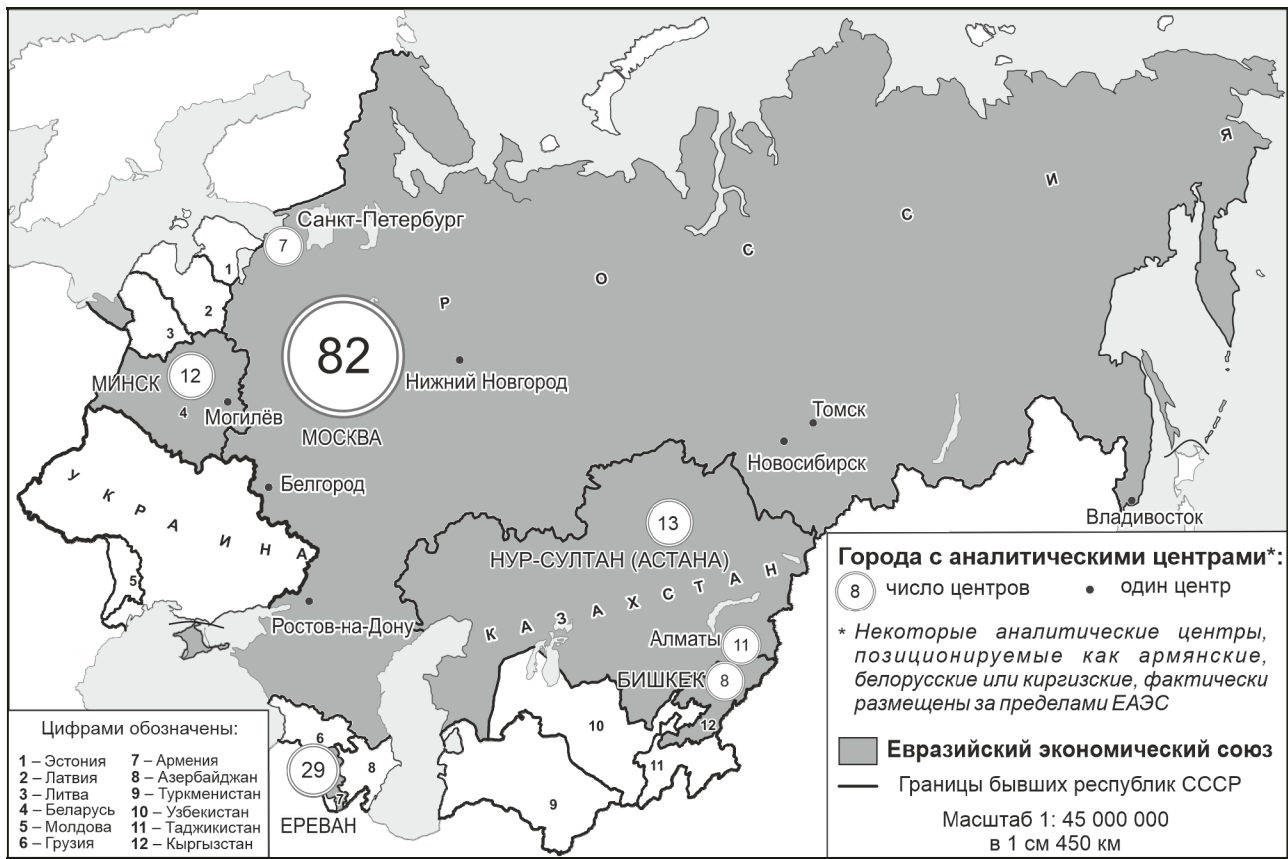 Санкт-Петербург
7
Я
И
С
С
О
Р
1
2
3
82
МИНСК
12
4
Могилёв
Нижний Новгород
МОСКВА
Томск
Новосибирск
Белгород
УКРАИНА
13
НУР-СУЛТАН (АСТАНА)
КАЗАХСТАН
Владивосток
5
Ростов-на-Дону
Алматы
11
БИШКЕК
8
10
12
6
29
8
7
ЕРЕВАН
9
11
Цифрами обозначены:
1 – Эстония
2 – Латвия
3 – Литва
4 – Беларусь
5 – Молдова
6 – Грузия
7 – Армения
8 – Азербайджан
9 – Туркменистан
10 – Узбекистан
11 – Таджикистан
12 – Кыргызстан
Города с аналитическими центрами*:
8 число центров • один центр
* Некоторые аналитические центры,
позиционируемые как армянские,
белорусские или киргизские, фактически
размещены за пределами ЕАЭС
Евразийский экономический союз
Границы бывших республик СССР
Масштаб 1: 45 000 000
в 1 см 450 км